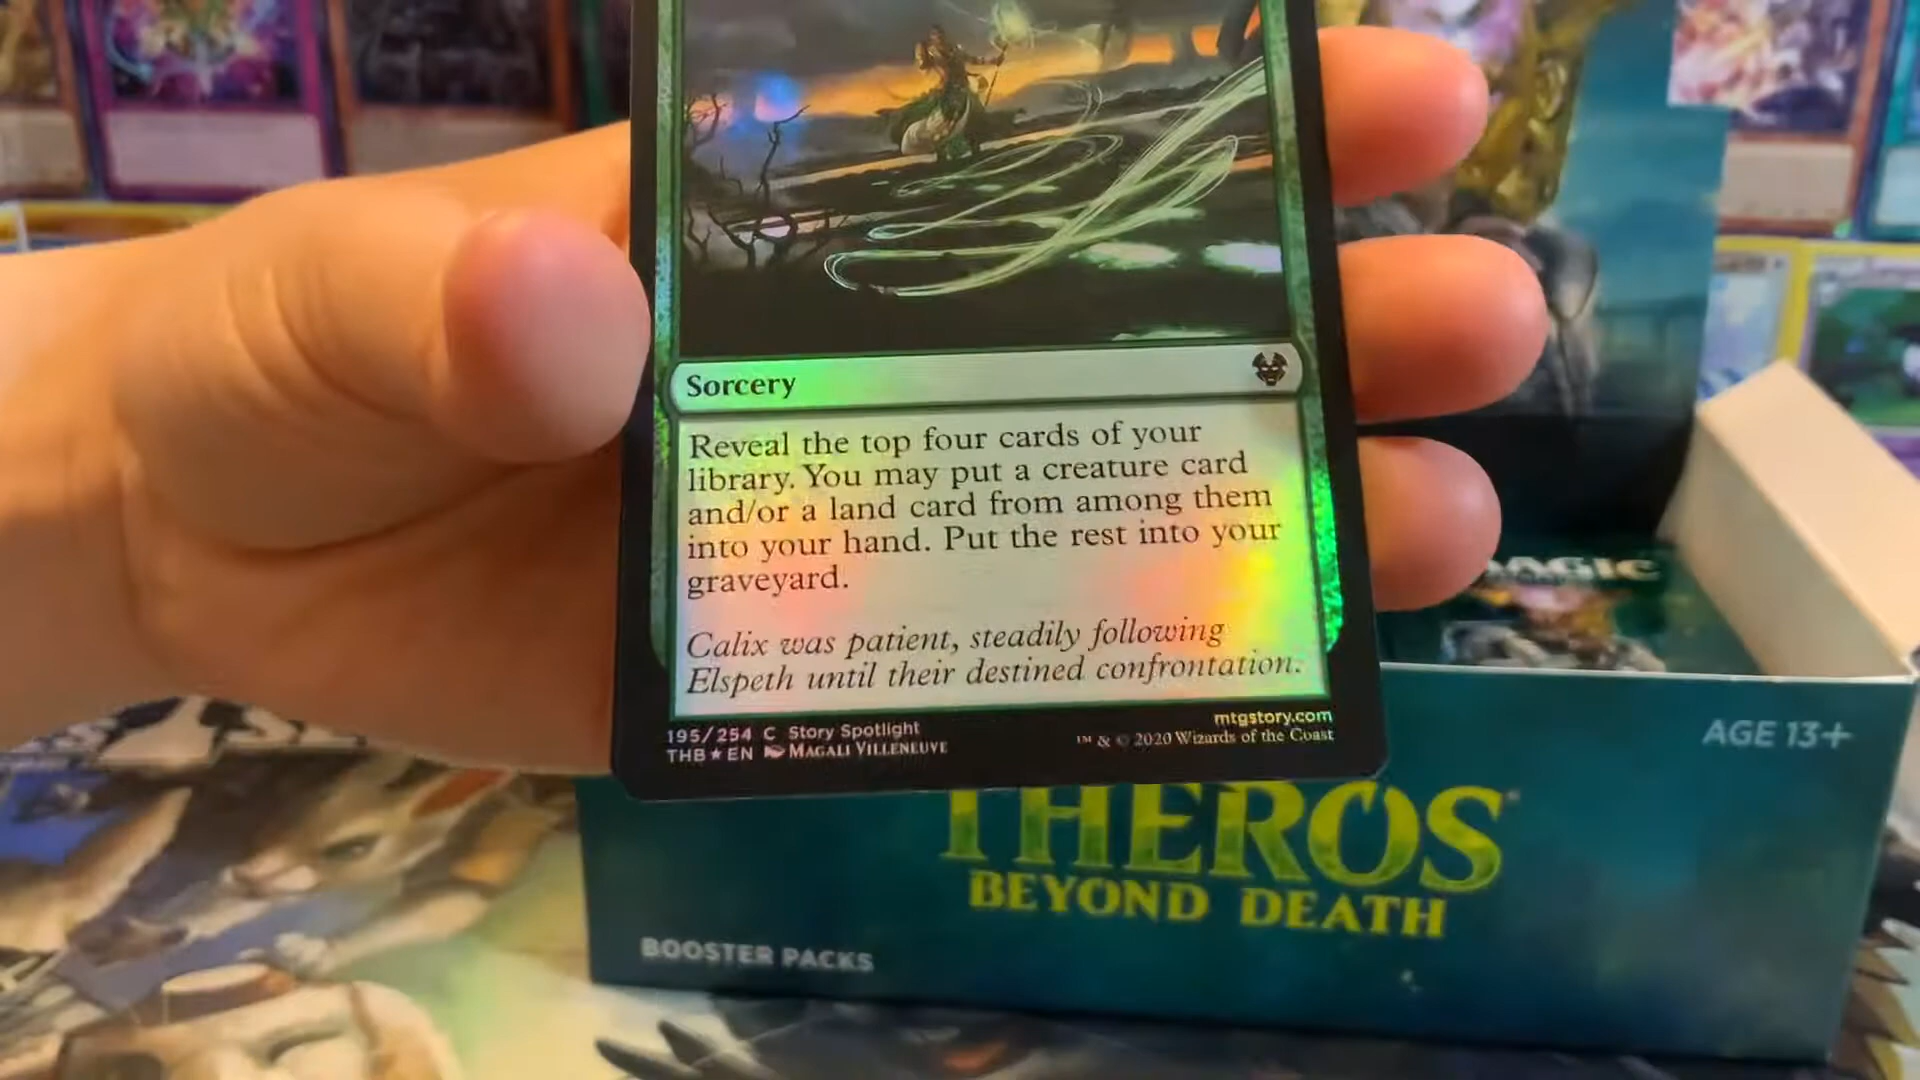 Sorcery
Reveal the top four cards of your
library. You may put a creature card
and/or a land card from among them
into your hand. Put the rest into your
graveyard.
Calix was patient, steadily following
Elspeth until their destined confrontation.
195/254 C Story Spotlight
THB★EN MAGALI VILLENEUVE
mtgstory.com
™ & © 2020 Wizards of the Coast
MAGIC
AGE 13+
THEROS
BEYOND DEATH
BOOSTER PACKS